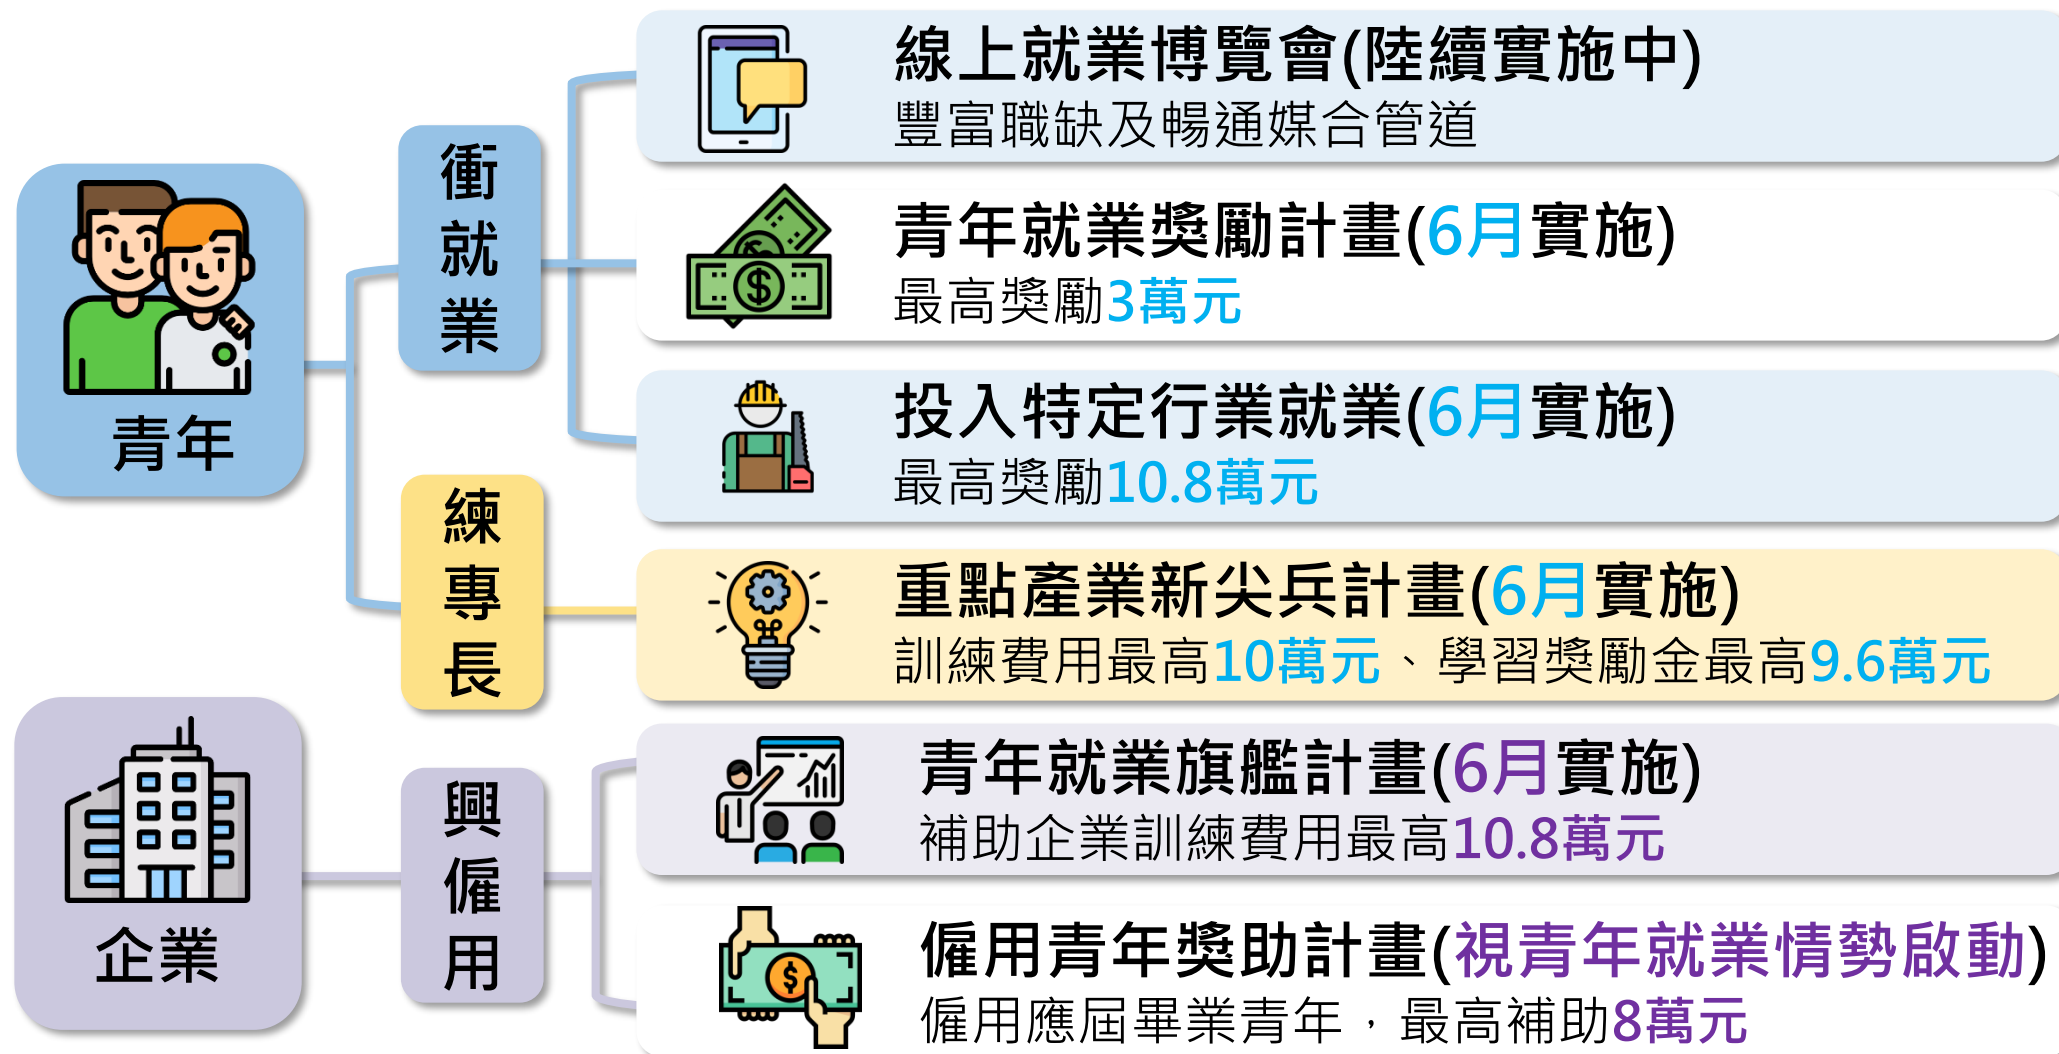 青年
衝就業
線上就業博覽會(陸續實施中)
豐富職缺及暢通媒合管道
青年就業獎勵計畫(6月實施)
最高獎勵3萬元
投入特定行業就業(6月實施)
最高獎勵10.8萬元
練專長
重點產業新尖兵計畫(6月實施)
訓練費用最高10萬元、學習獎勵金最高9.6萬元
企業
興僱用
青年就業旗艦計畫(6月實施)
補助企業訓練費用最高10.8萬元
僱用青年獎助計畫(視青年就業情勢啟動)
僱用應屆畢業青年，最高補助8萬元